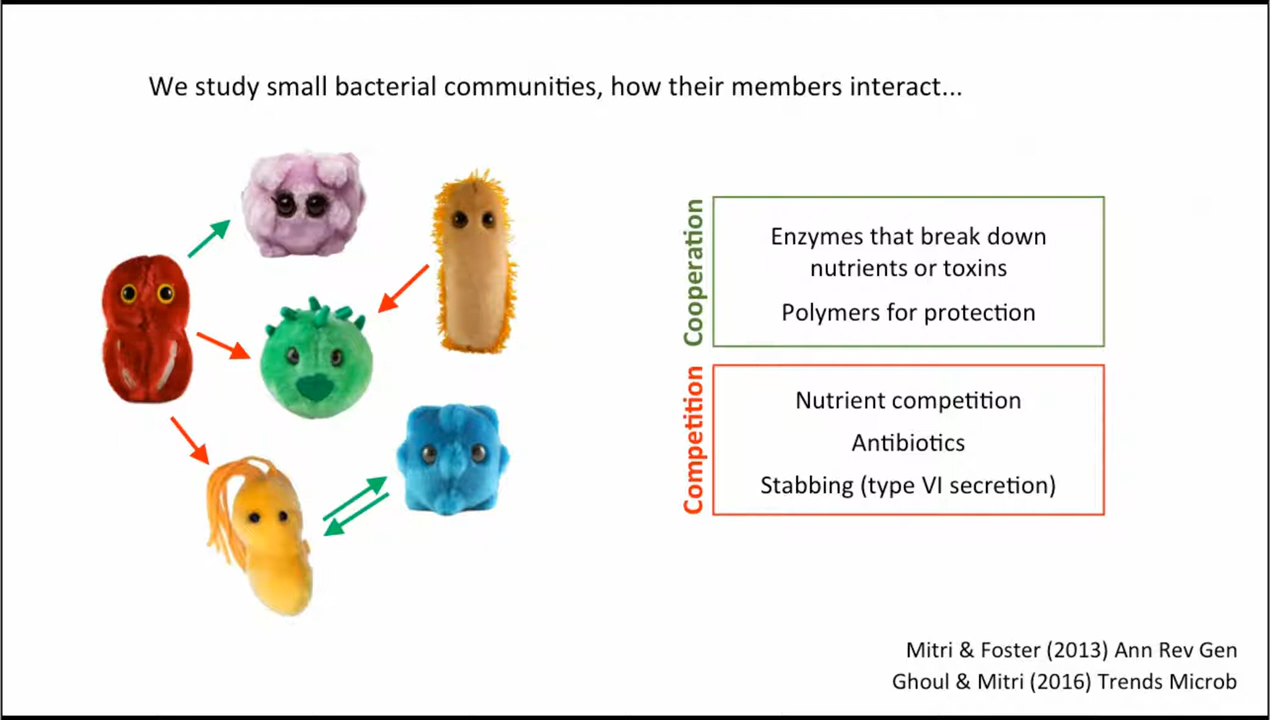 We study small bacterial communities, how their members interact...
Cooperation
Enzymes that break down
nutrients or toxins
Polymers for protection
Competition
Nutrient competition
Antibiotics
Stabbing (type VI secretion)
Mitri & Foster (2013) Ann Rev Gen
Ghoul & Mitri (2016) Trends Microb